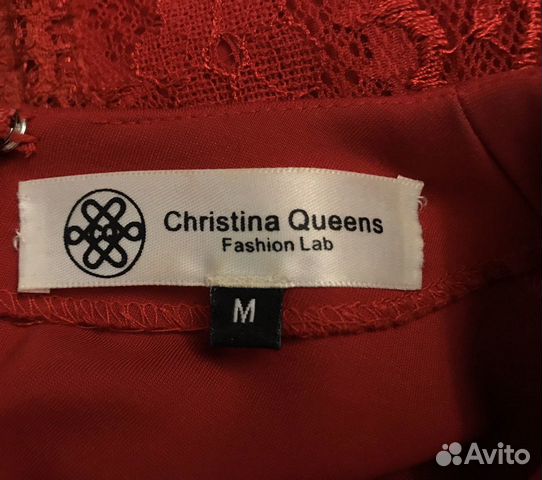 Christina Queens
Fashion Lab
M
Avito